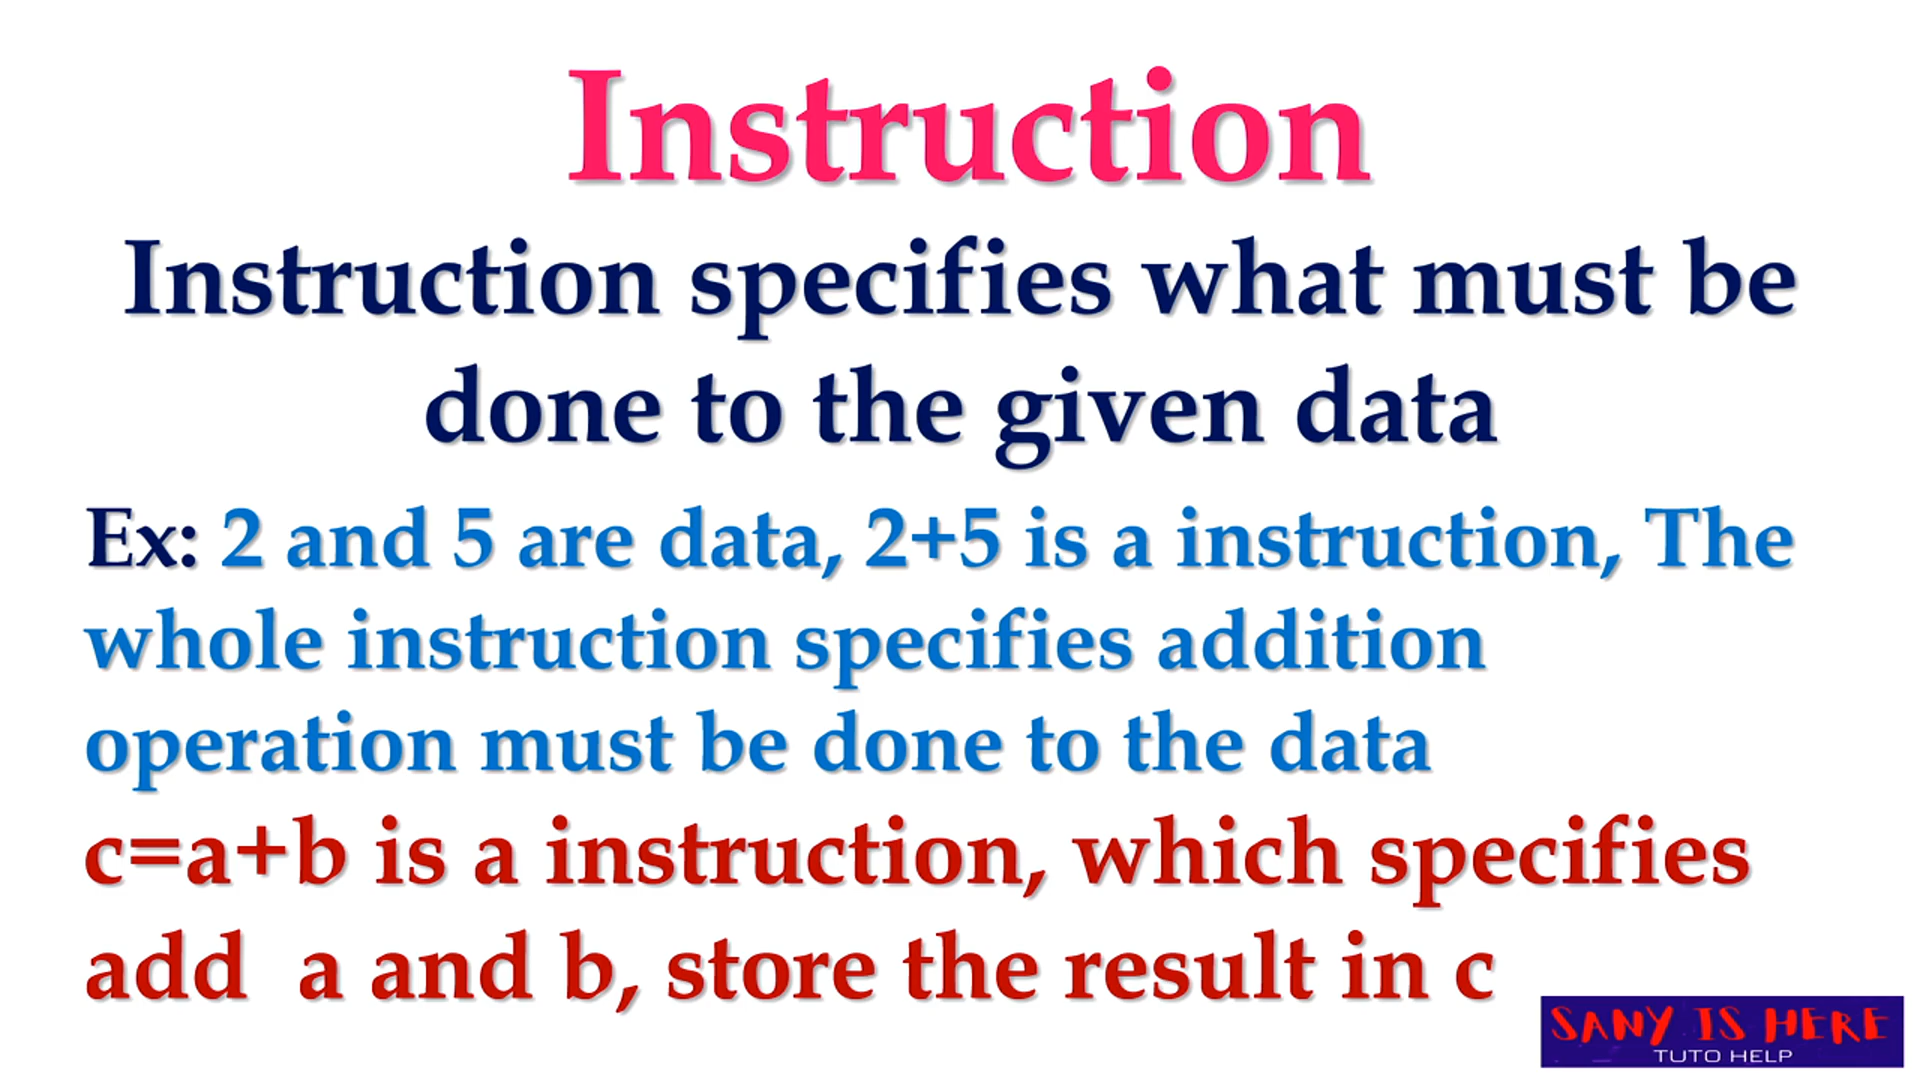 Instruction
Instruction specifies what must be
done to the given data
Ex: 2 and 5 are data, 2+5 is a instruction, The
whole instruction specifies addition
operation must be done to the data
c=a+b is a instruction, which specifies
add  a and b, store the result in c
SANY IS HERE
TUTO HELP